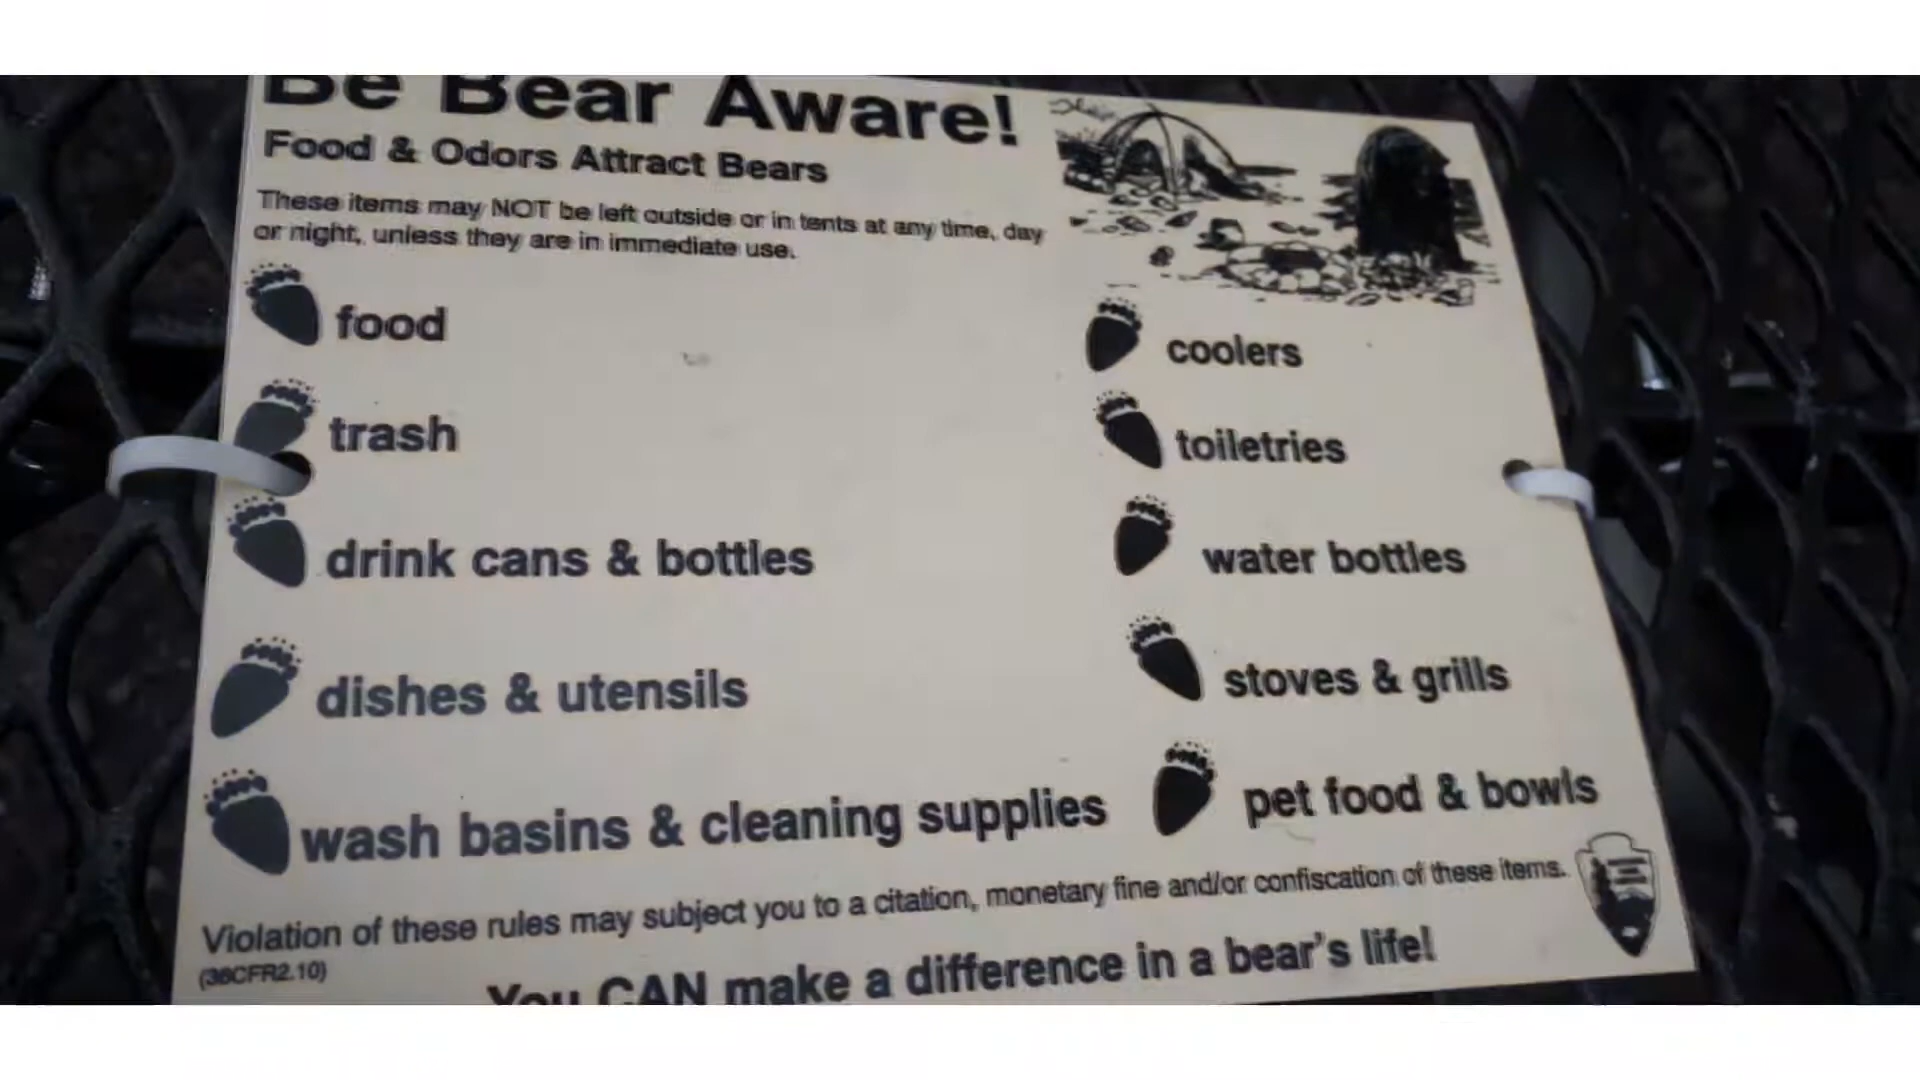 Be Bear Aware!
Food & Odors Attract Bears
These items may NOT be left outside or in tents at any time, day
or night, unless they are in immediate use.
food
trash
drink cans & bottles
dishes & utensils
wash basins & cleaning supplies
coolers
toiletries
water bottles
stoves & grills
pet food & bowls
Violation of these rules may subject you to a citation, monetary fine and/or confiscation of these items.
(36CFR2.10)
You CAN make a difference in a bear's life!